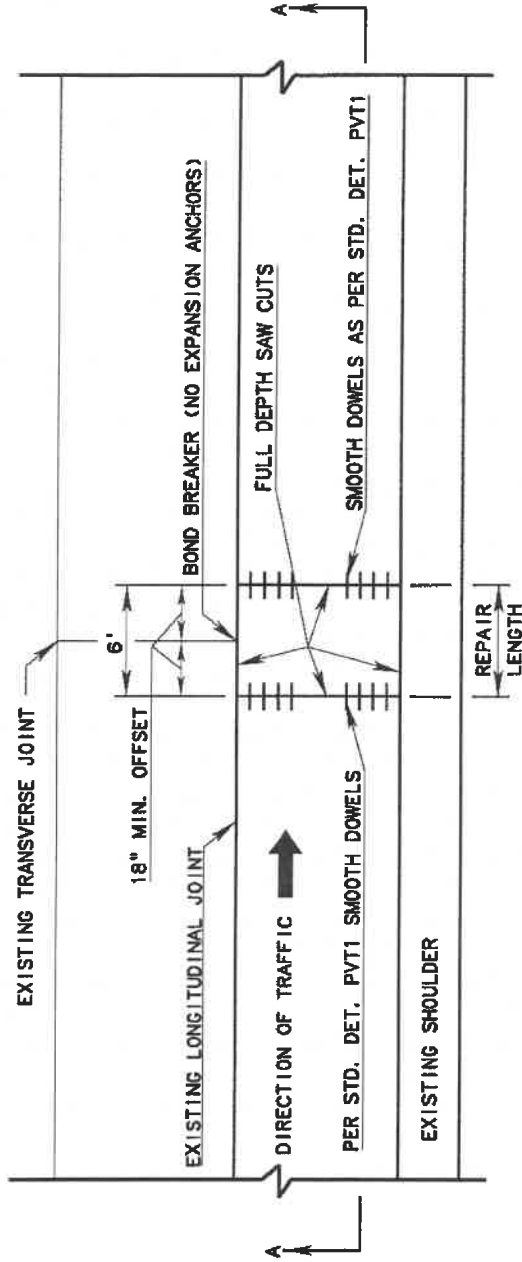 EXISTING TRANSVERSE JOINT
6'
18" MIN. OFFSET
BOND BREAKER (NO EXPANSION ANCHORS)
EXISTING LONGITUDINAL JOINT
FULL DEPTH SAW CUTS
DIRECTION OF TRAFFIC
PER STD. DET. PVT1 SMOOTH DOWELS
SMOOTH DOWELS AS PER STD. DET. PVT1
A
A
EXISTING SHOULDER
REPAIR
LENGTH